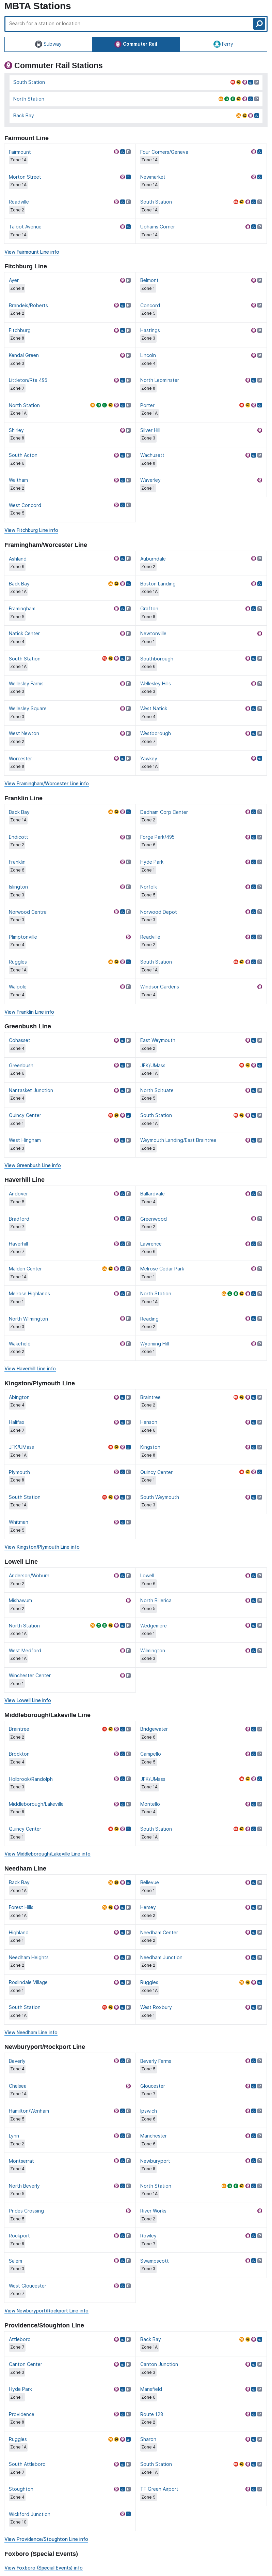 MBTA Stations
Search for a station or location
Subway
Commuter Rail
Ferry
Commuter Rail Stations
South Station
North Station
Back Bay
Fairmount Line
Fairmount
Zone 1A
Four Corners/Geneva
Zone 1A
Morton Street
Zone 1A
Newmarket
Zone 1A
Readville
Zone 2
South Station
Zone 1A
Talbot Avenue
Zone 1A
Uphams Corner
Zone 1A
View Fairmount Line info
Fitchburg Line
Ayer
Zone 8
Belmont
Zone 1
Brandeis/Roberts
Zone 2
Concord
Zone 5
Fitchburg
Zone 8
Hastings
Zone 3
Kendal Green
Zone 3
Lincoln
Zone 4
Littleton/Rte 495
Zone 7
North Leominster
Zone 8
North Station
Zone 1A
Porter
Zone 1A
Shirley
Zone 8
Silver Hill
Zone 3
South Acton
Zone 6
Wachusett
Zone 8
Waltham
Zone 2
Waverley
Zone 1
West Concord
Zone 5
View Fitchburg Line info
Framingham/Worcester Line
Ashland
Zone 6
Auburndale
Zone 2
Back Bay
Zone 1A
Boston Landing
Zone 1A
Framingham
Zone 5
Grafton
Zone 8
Natick Center
Zone 4
Newtonville
Zone 1
South Station
Zone 1A
Southborough
Zone 6
Wellesley Farms
Zone 3
Wellesley Hills
Zone 3
Wellesley Square
Zone 3
West Natick
Zone 4
West Newton
Zone 2
Westborough
Zone 7
Worcester
Zone 8
Yawkey
Zone 1A
View Framingham/Worcester Line info
Franklin Line
Back Bay
Zone 1A
Dedham Corp Center
Zone 2
Endicott
Zone 2
Forge Park/495
Zone 6
Franklin
Zone 6
Hyde Park
Zone 1
Islington
Zone 3
Norfolk
Zone 5
Norwood Central
Zone 3
Norwood Depot
Zone 3
Plimptonville
Zone 4
Readville
Zone 2
Ruggles
Zone 1A
South Station
Zone 1A
Walpole
Zone 4
Windsor Gardens
Zone 4
View Franklin Line info
Greenbush Line
Cohasset
Zone 4
East Weymouth
Zone 2
Greenbush
Zone 6
JFK/UMass
Zone 1A
Nantasket Junction
Zone 4
North Scituate
Zone 5
Quincy Center
Zone 1
South Station
Zone 1A
West Hingham
Zone 3
Weymouth Landing/East Braintree
Zone 2
View Greenbush Line info
Haverhill Line
Andover
Zone 5
Ballardvale
Zone 4
Bradford
Zone 7
Greenwood
Zone 2
Haverhill
Zone 7
Lawrence
Zone 6
Malden Center
Zone 1A
Melrose Cedar Park
Zone 1
Melrose Highlands
Zone 1
North Station
Zone 1A
North Wilmington
Zone 3
Reading
Zone 2
Wakefield
Zone 2
Wyoming Hill
Zone 1
View Haverhill Line info
Kingston/Plymouth Line
Abington
Zone 4
Braintree
Zone 2
Halifax
Zone 7
Hanson
Zone 6
JFK/UMass
Zone 1A
Kingston
Zone 8
Plymouth
Zone 8
Quincy Center
Zone 1
South Station
Zone 1A
South Weymouth
Zone 3
Whitman
Zone 5
View Kingston/Plymouth Line info
Lowell Line
Anderson/Woburn
Zone 2
Lowell
Zone 6
Mishawum
Zone 2
North Billerica
Zone 5
North Station
Zone 1A
Wedgemere
Zone 1
West Medford
Zone 1A
Wilmington
Zone 3
Winchester Center
Zone 1
View Lowell Line info
Middleborough/Lakeville Line
Braintree
Zone 2
Bridgewater
Zone 6
Brockton
Zone 4
Campello
Zone 5
Holbrook/Randolph
Zone 3
JFK/UMass
Zone 1A
Middleborough/Lakeville
Zone 8
Montello
Zone 4
Quincy Center
Zone 1
South Station
Zone 1A
View Middleborough/Lakeville Line info
Needham Line
Back Bay
Zone 1A
Bellevue
Zone 1
Forest Hills
Zone 1A
Hersey
Zone 2
Highland
Zone 1
Needham Center
Zone 2
Needham Heights
Zone 2
Needham Junction
Zone 2
Roslindale Village
Zone 1
Ruggles
Zone 1A
South Station
Zone 1A
West Roxbury
Zone 1
View Needham Line info
Newburyport/Rockport Line
Beverly
Zone 4
Beverly Farms
Zone 5
Chelsea
Zone 1A
Gloucester
Zone 7
Hamilton/Wenham
Zone 5
Ipswich
Zone 6
Lynn
Zone 2
Manchester
Zone 6
Montserrat
Zone 4
Newburyport
Zone 8
North Beverly
Zone 5
North Station
Zone 1A
Prides Crossing
Zone 5
River Works
Zone 2
Rockport
Zone 8
Rowley
Zone 7
Salem
Zone 3
Swampscott
Zone 3
West Gloucester
Zone 7
View Newburyport/Rockport Line info
Providence/Stoughton Line
Attleboro
Zone 7
Back Bay
Zone 1A
Canton Center
Zone 3
Canton Junction
Zone 3
Hyde Park
Zone 1
Mansfield
Zone 6
Providence
Zone 8
Route 128
Zone 2
Ruggles
Zone 1A
Sharon
Zone 4
South Attleboro
Zone 7
South Station
Zone 1A
Stoughton
Zone 4
TF Green Airport
Zone 9
Wickford Junction
Zone 10
View Providence/Stoughton Line info
Foxboro (Special Events)
View Foxboro (Special Events) info